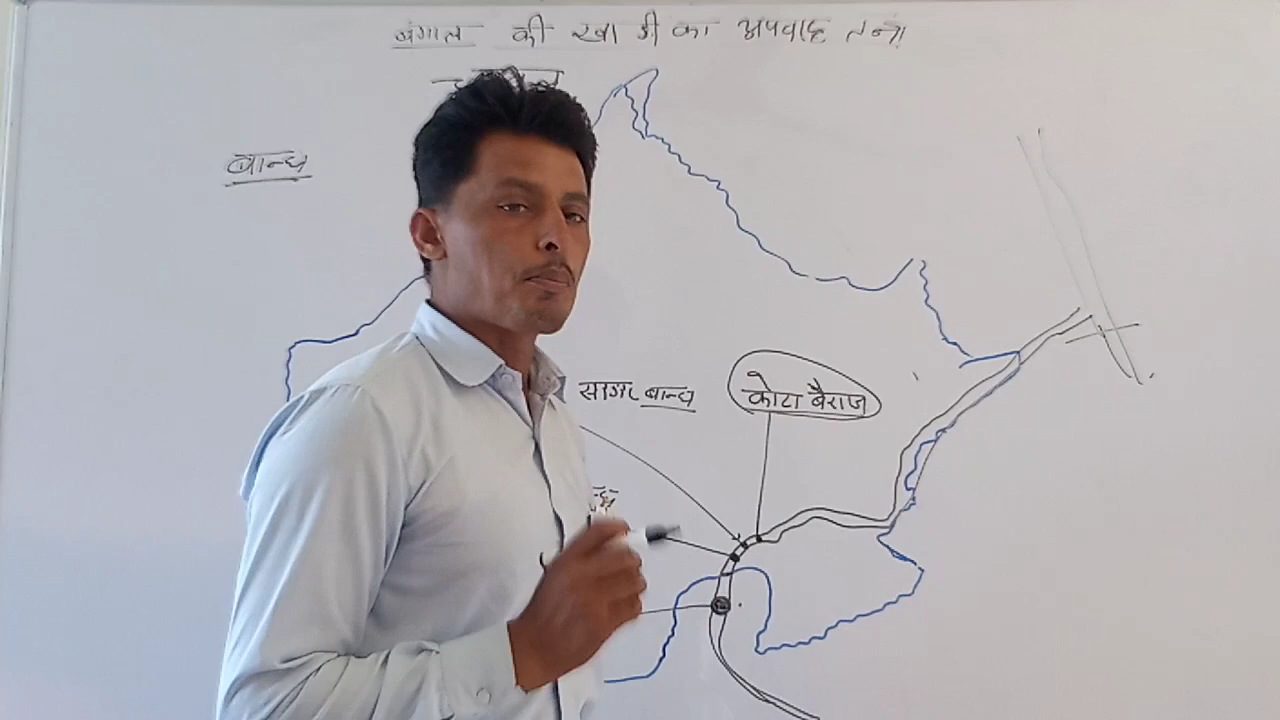 बंगाल की खाडी का अपवाह तन्त्र
बान्ध
सागर बान्ध
कोटा बैराज